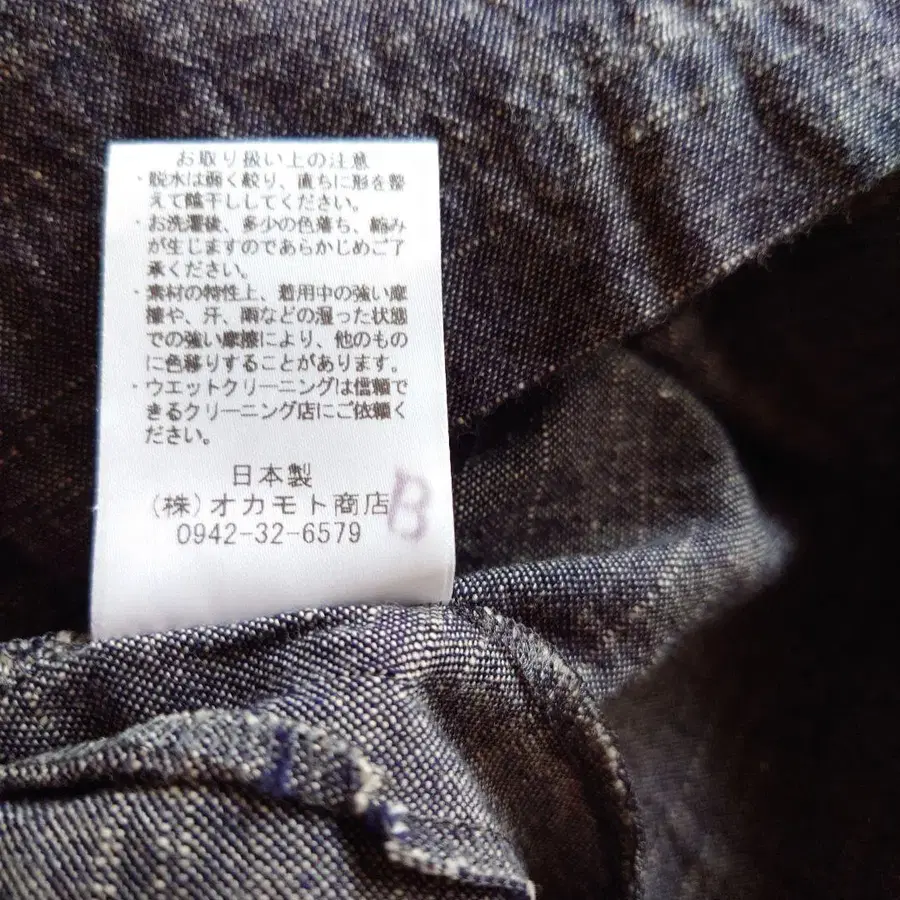 お取り扱い上の注意
・脱水は弱く絞り、直ちに形を整
えて陰干ししてください。
・お洗濯後、多少の色落ち、縮み
が生じますのであらかじめご了
承ください。
・素材の特性上、着用中の強い摩
擦や、汗、雨などの湿った状態
での強い摩擦により、他のもの
に色移りすることがあります。
・ウエットクリーニングは信頼で
きるクリーニング店にご依頼く
ださい。
日本製
(株)オカモト商店
0942-32-6579
B